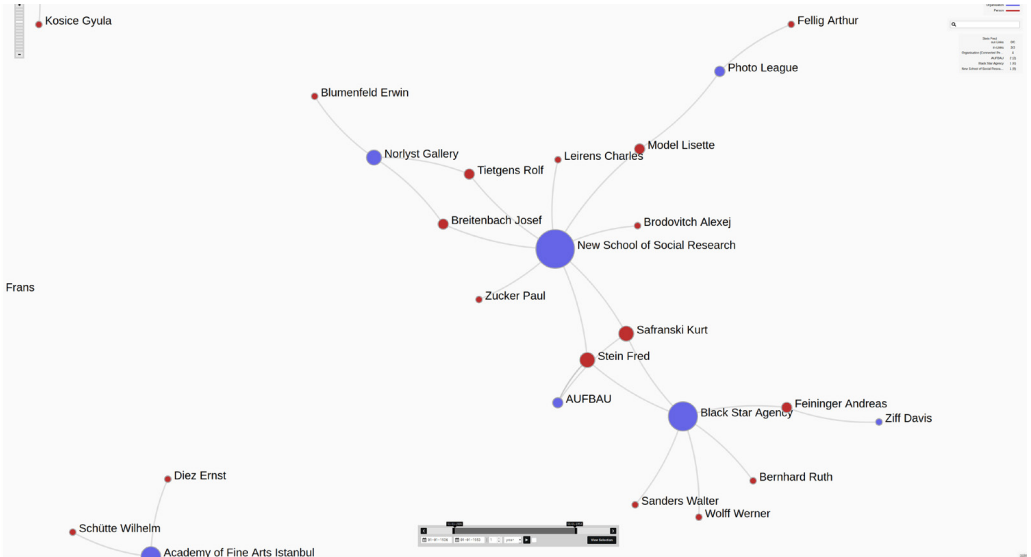 Organisation
Person
Kosice Gyula
Fellig Arthur
Photo League
Blumenfeld Erwin
Model Lisette
Norlyst Gallery
Leirens Charles
Tietgens Rolf
Breitenbach Josef
Brodovitch Alexej
New School of Social Research
Frans
Zucker Paul
Safranski Kurt
Stein Fred
AUFBAU
Black Star Agency
Feininger Andreas
Ziff Davis
Diez Ernst
Bernhard Ruth
Sanders Walter
Wolff Werner
Schütte Wilhelm
Academy of Fine Arts Istanbul